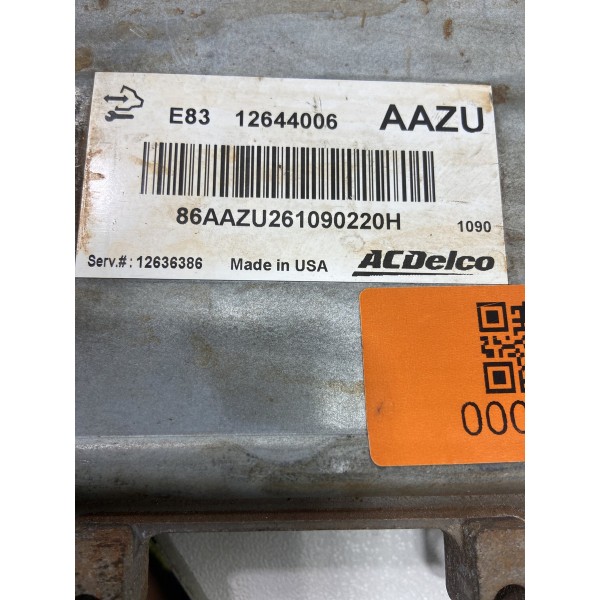 E83 12644006 AAZU
86AAZU261090220H 1090
Serv.#: 12636386 Made in USA ACDelco
000